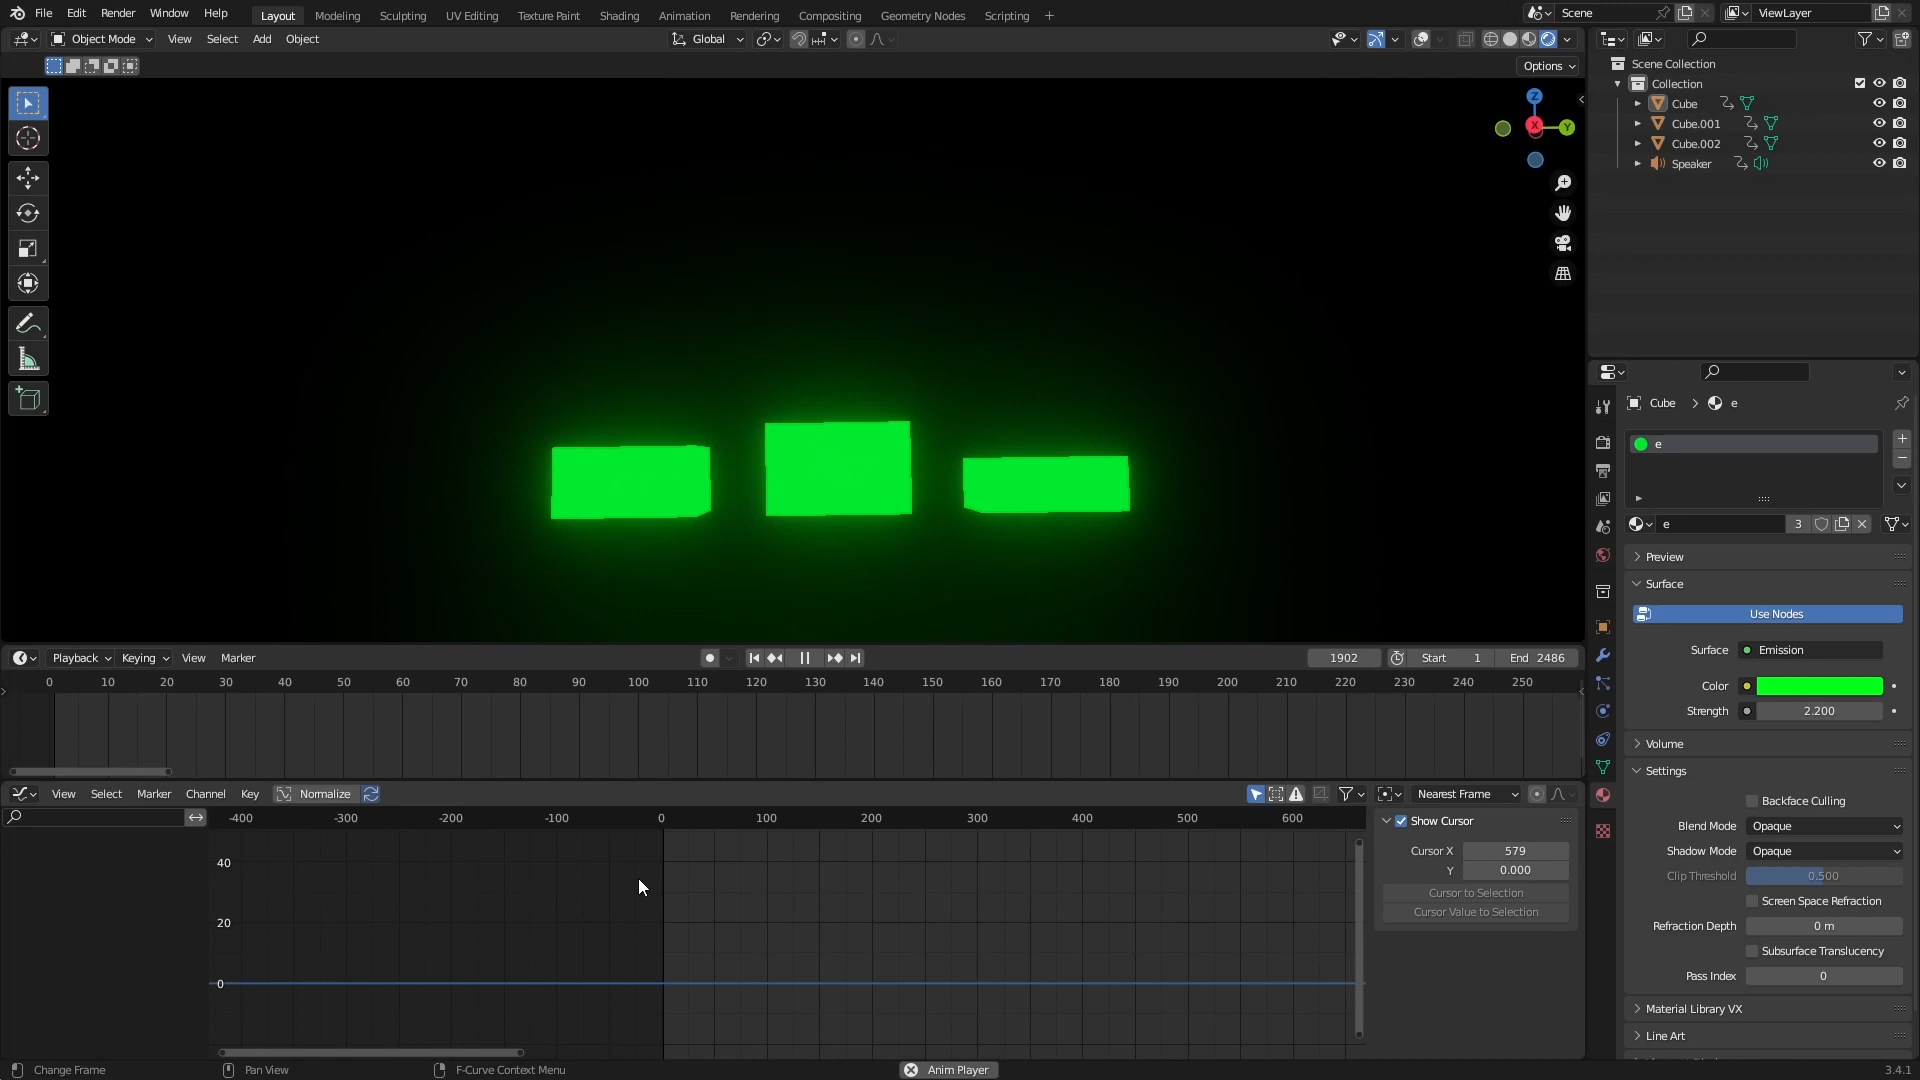 File Edit Render Window Help Layout Modeling Sculpting UV Editing Texture Paint Shading Animation Rendering Compositing Geometry Nodes Scripting + Scene ViewLayer
Object Mode View Select Add Object Global
Options
Z
X Y
Scene Collection
Collection
Cube
Cube.001
Cube.002
Speaker
Cube > e
e
e 3
Preview
Surface
Use Nodes
Surface Emission
Color
Strength 2.200
Volume
Settings
Backface Culling
Blend Mode Opaque
Shadow Mode Opaque
Clip Threshold 0.500
Screen Space Refraction
Refraction Depth 0 m
Subsurface Translucency
Pass Index 0
Material Library VX
Line Art
Playback Keying View Marker 1902 Start 1 End 2486
0 10 20 30 40 50 60 70 80 90 100 110 120 130 140 150 160 170 180 190 200 210 220 230 240 250
View Select Marker Channel Key Normalize Nearest Frame
-400 -300 -200 -100 0 100 200 300 400 500 600
40
20
0
Show Cursor
Cursor X 579
Y 0.000
Cursor to Selection
Cursor Value to Selection
Change Frame Pan View F-Curve Context Menu Anim Player 3.4.1